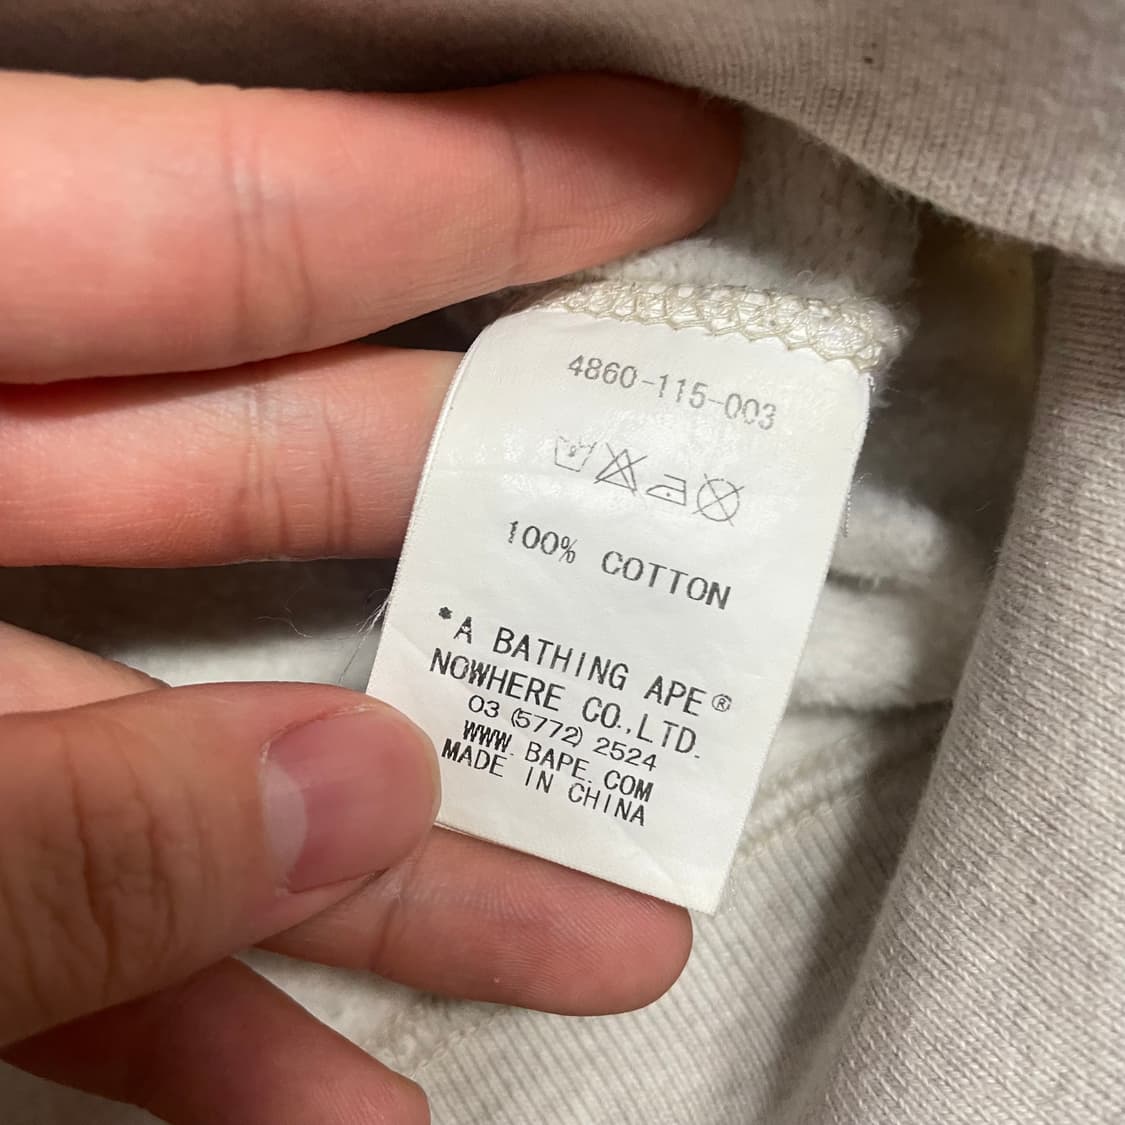 4860-115-003
100% COTTON
*A BATHING APE®
NOWHERE CO.,LTD.
03 (5772) 2524
WWW.BAPE.COM
MADE IN CHINA